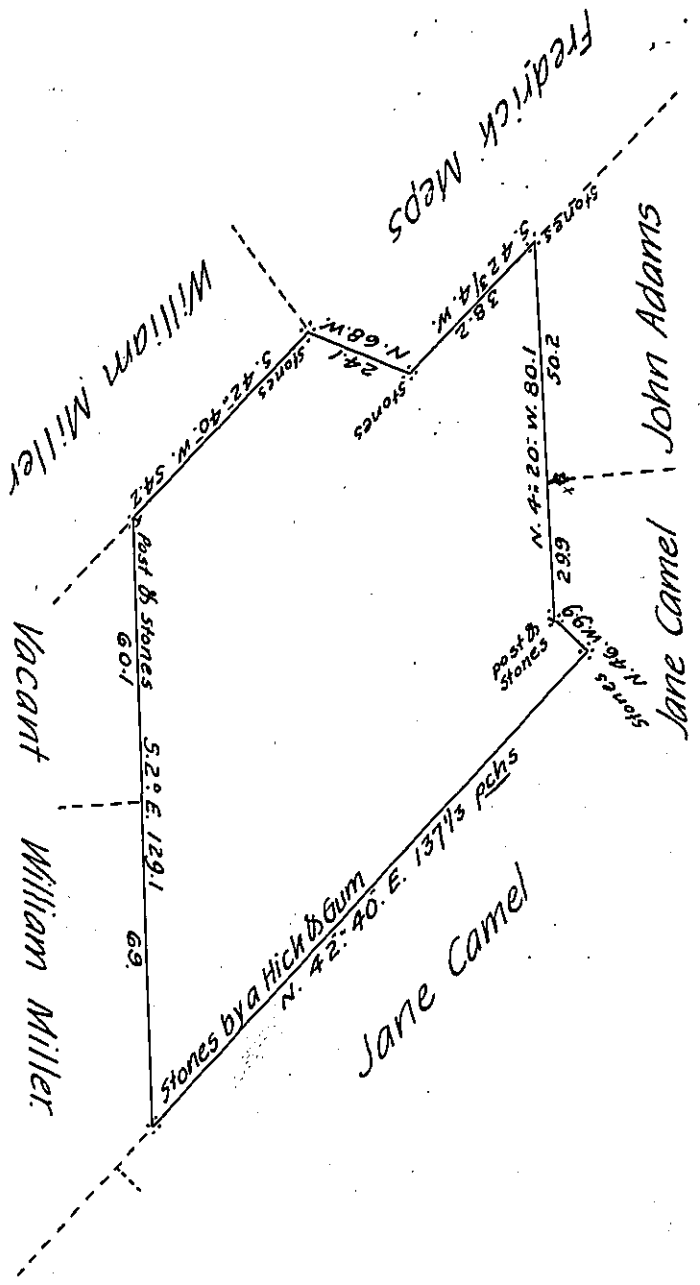 Fredrick Meps
stones
John Adams
S. 42 3/4. W.
38.2
N. 68. W.
24.1
stones
stones
William Miller
S. 42.° 40.' W. 54.2
50.2
N. 4.° 20.' W. 80.1
29.9
Jane Camel
N. 46. W. 9.9
stones
post &
stones
Post & stones
60.1
Vacant
S. 2.° E. 129.1
69.
William Miller
Stones by a Hich & Gum
N. 42.° 40.' E. 137 1/3 pchs
Jane Camel